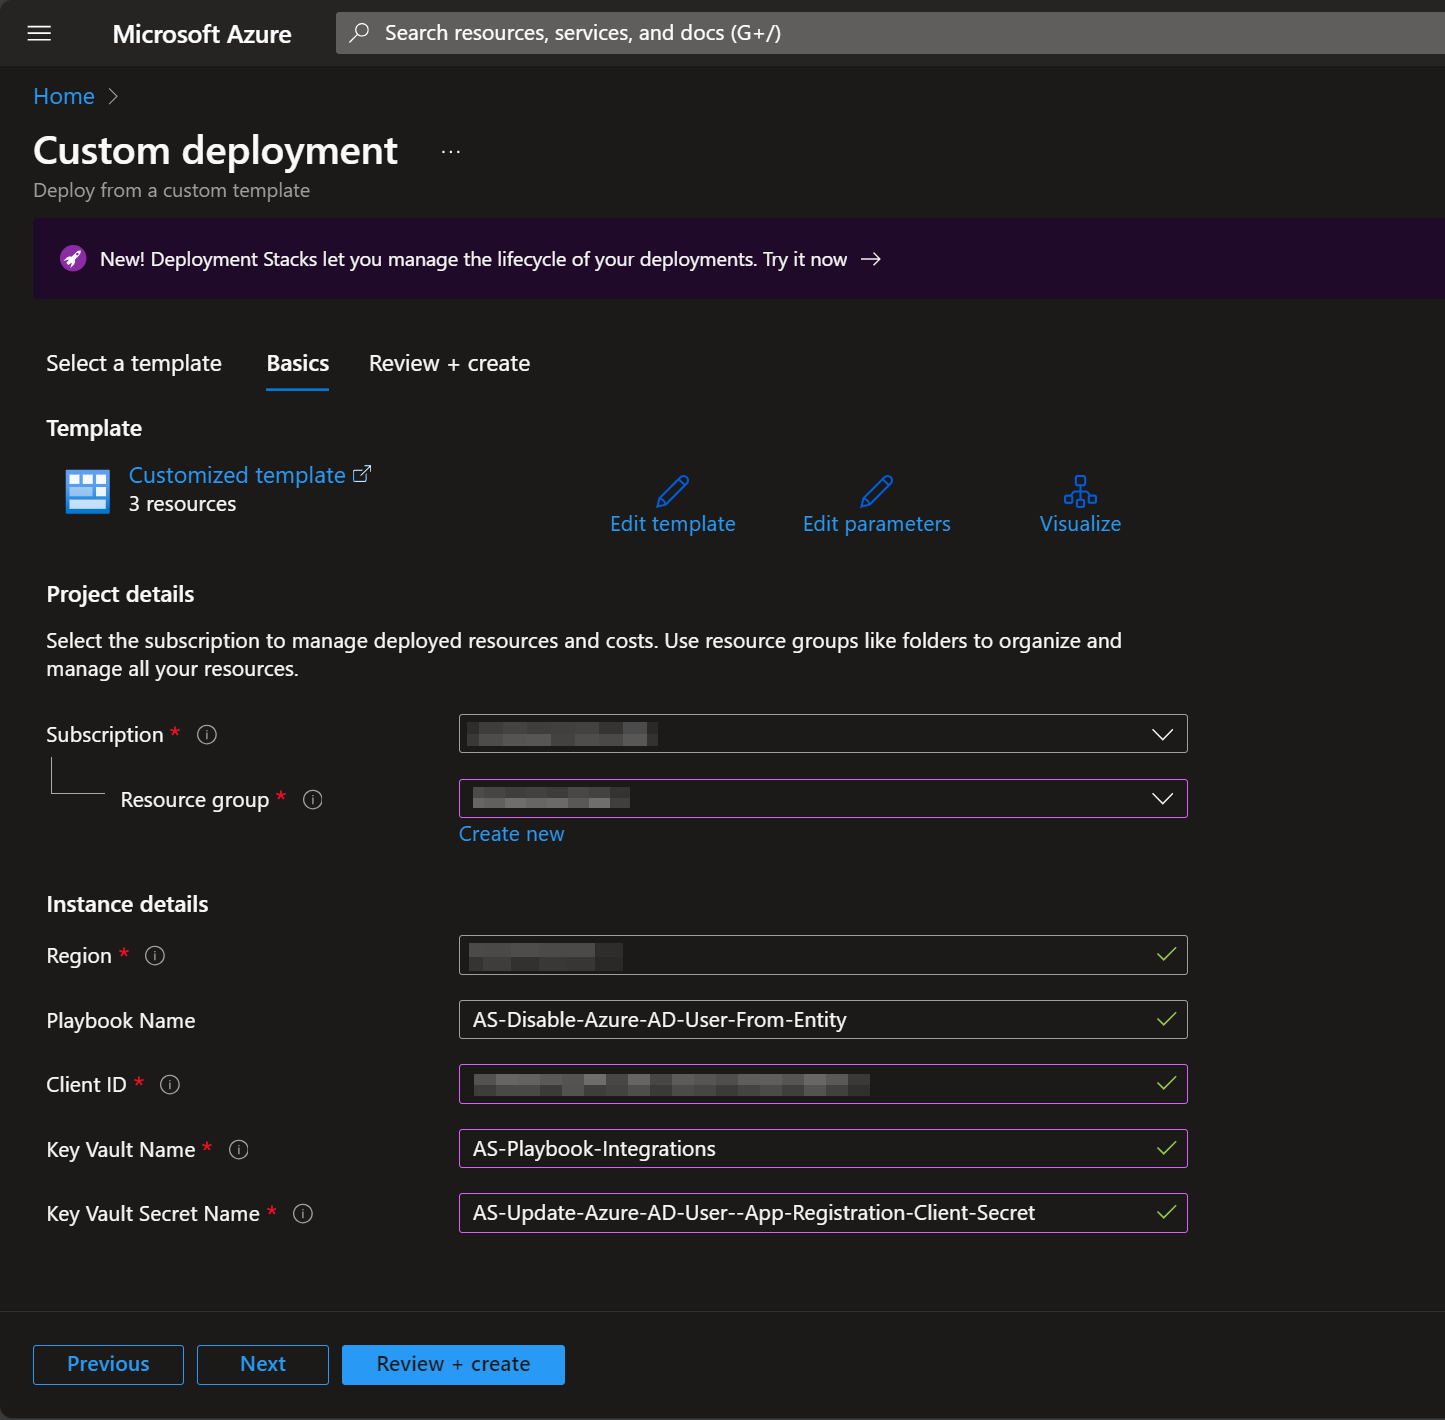 Microsoft Azure
Search resources, services, and docs (G+/)
Home
Custom deployment ...
Deploy from a custom template
New! Deployment Stacks let you manage the lifecycle of your deployments. Try it now →
Select a template Basics Review + create
Template
Customized template
3 resources
Edit template Edit parameters Visualize
Project details
Select the subscription to manage deployed resources and costs. Use resource groups like folders to organize and
manage all your resources.
Subscription *
Resource group *
Create new
Instance details
Region *
Playbook Name AS-Disable-Azure-AD-User-From-Entity
Client ID *
Key Vault Name * AS-Playbook-Integrations
Key Vault Secret Name * AS-Update-Azure-AD-User--App-Registration-Client-Secret
Previous Next Review + create